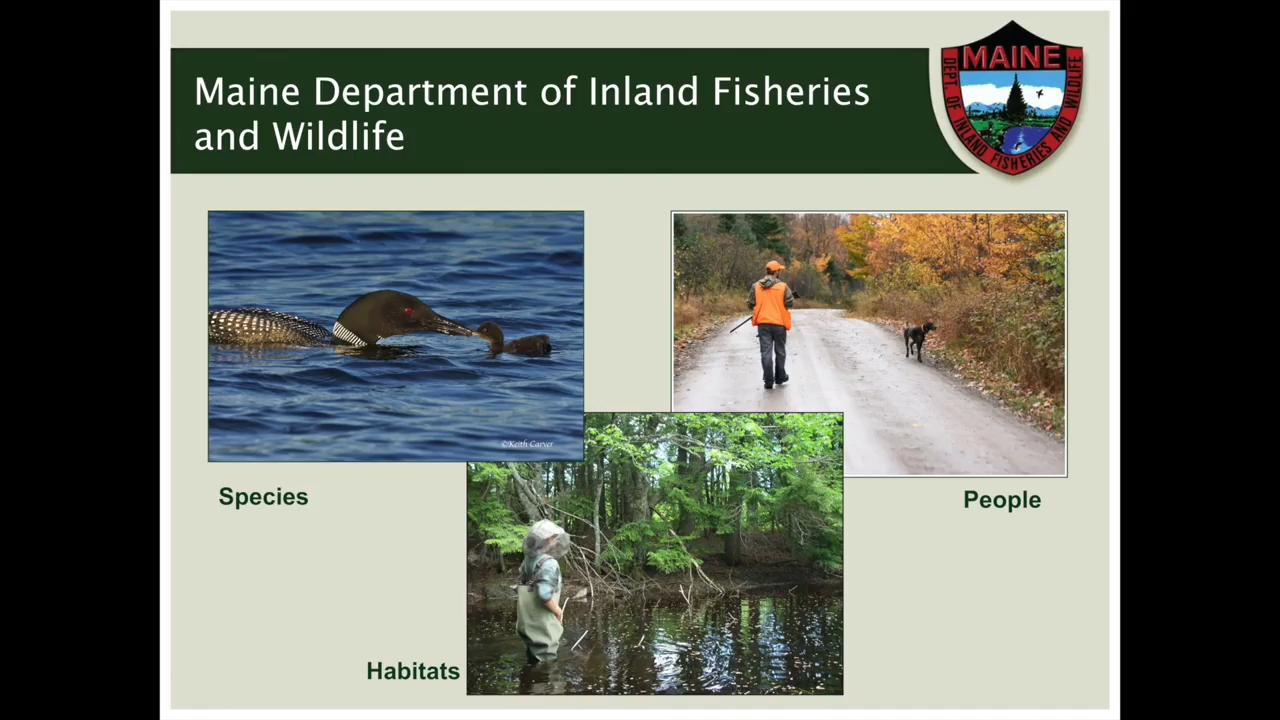 Maine Department of Inland Fisheries
and Wildlife
MAINE
DEPT. OF INLAND FISHERIES AND WILDLIFE
©Keith Carver
Species
People
Habitats